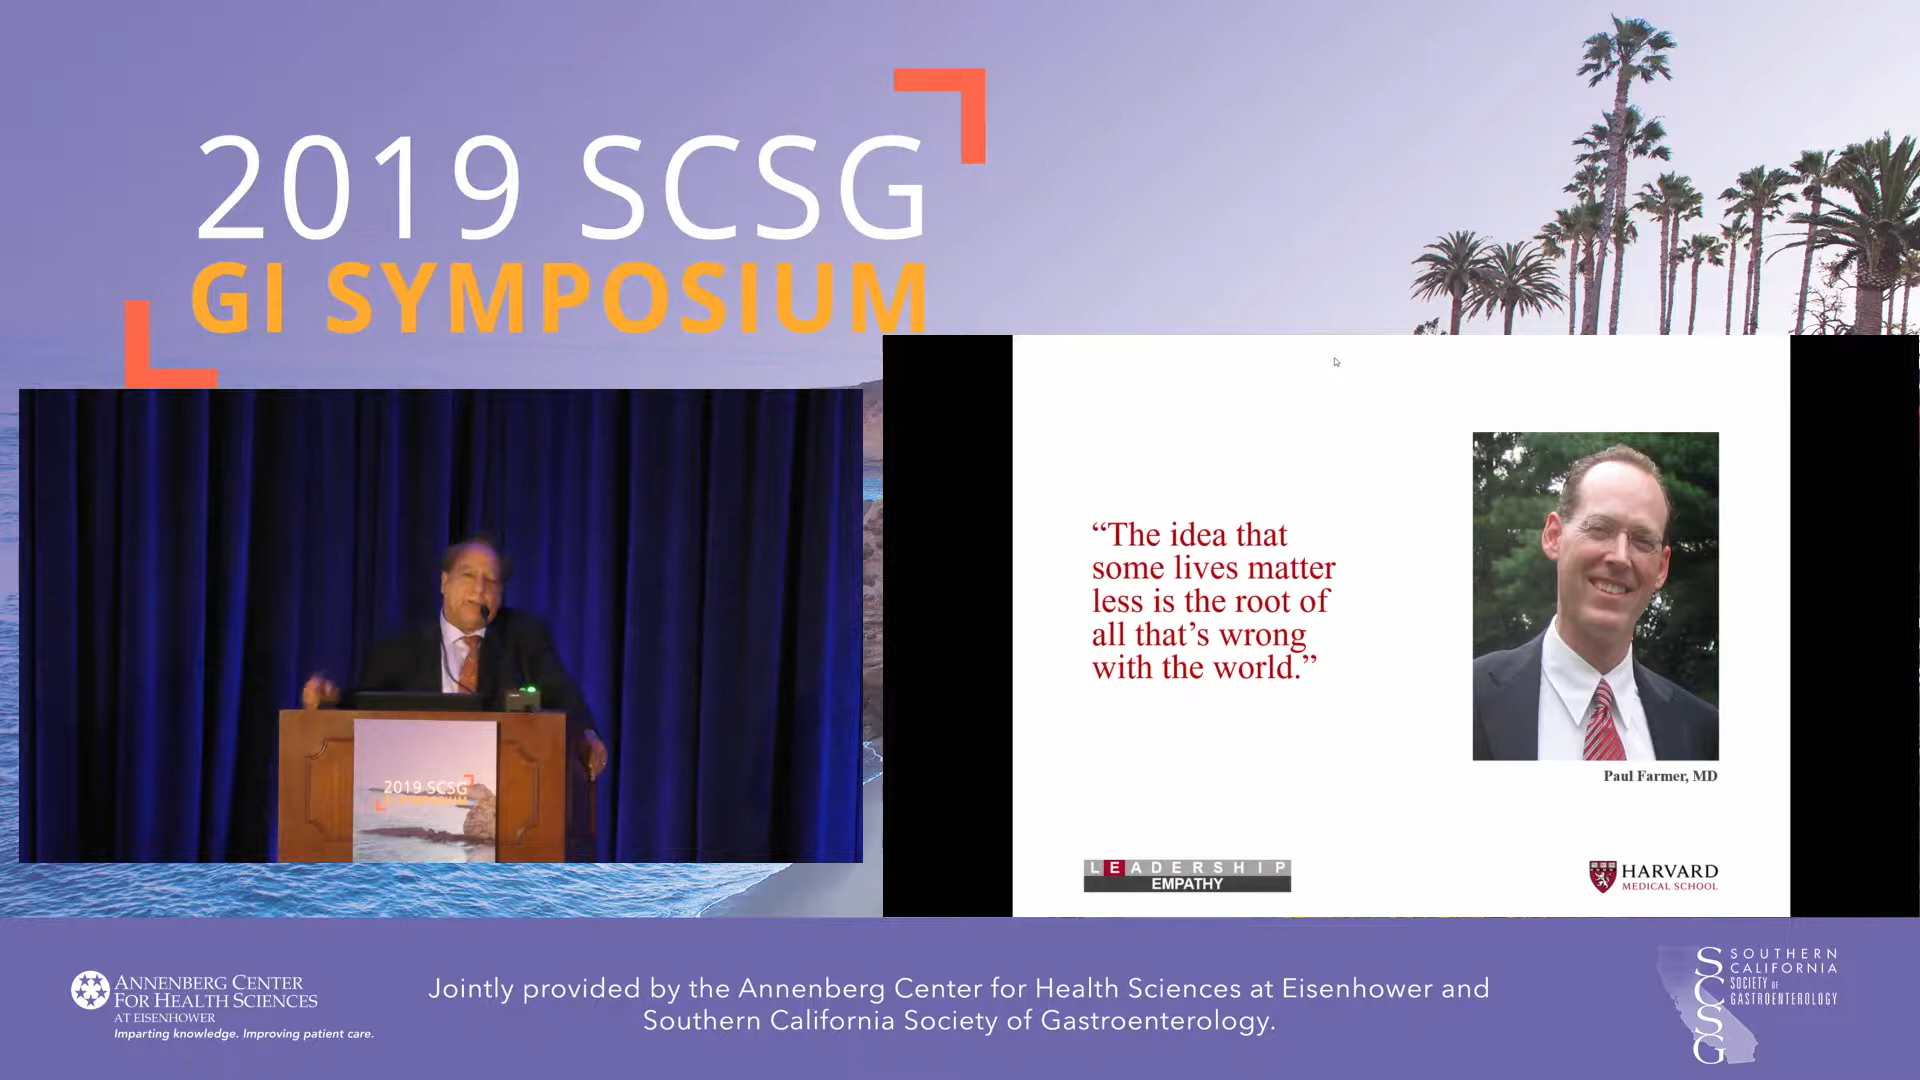 2019 SCSG
GI SYMPOSIUM
2019 SCSG
“The idea that
some lives matter
less is the root of
all that’s wrong
with the world.”
Paul Farmer, MD
LEADERSHIP
EMPATHY
HARVARD
MEDICAL SCHOOL
ANNENBERG CENTER
FOR HEALTH SCIENCES
AT EISENHOWER
Imparting knowledge. Improving patient care.
Jointly provided by the Annenberg Center for Health Sciences at Eisenhower and
Southern California Society of Gastroenterology.
SCSG
SOUTHERN
CALIFORNIA
SOCIETY OF
GASTROENTEROLOGY